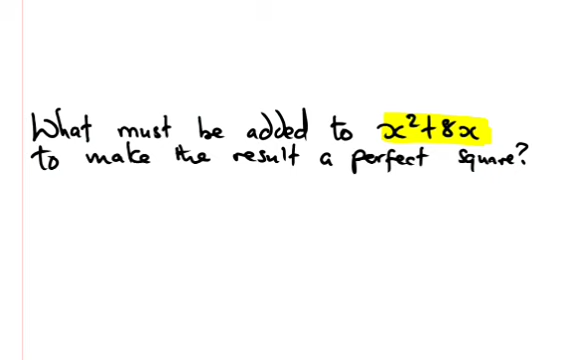 What must be added to x²+8x
to make the result a perfect square?